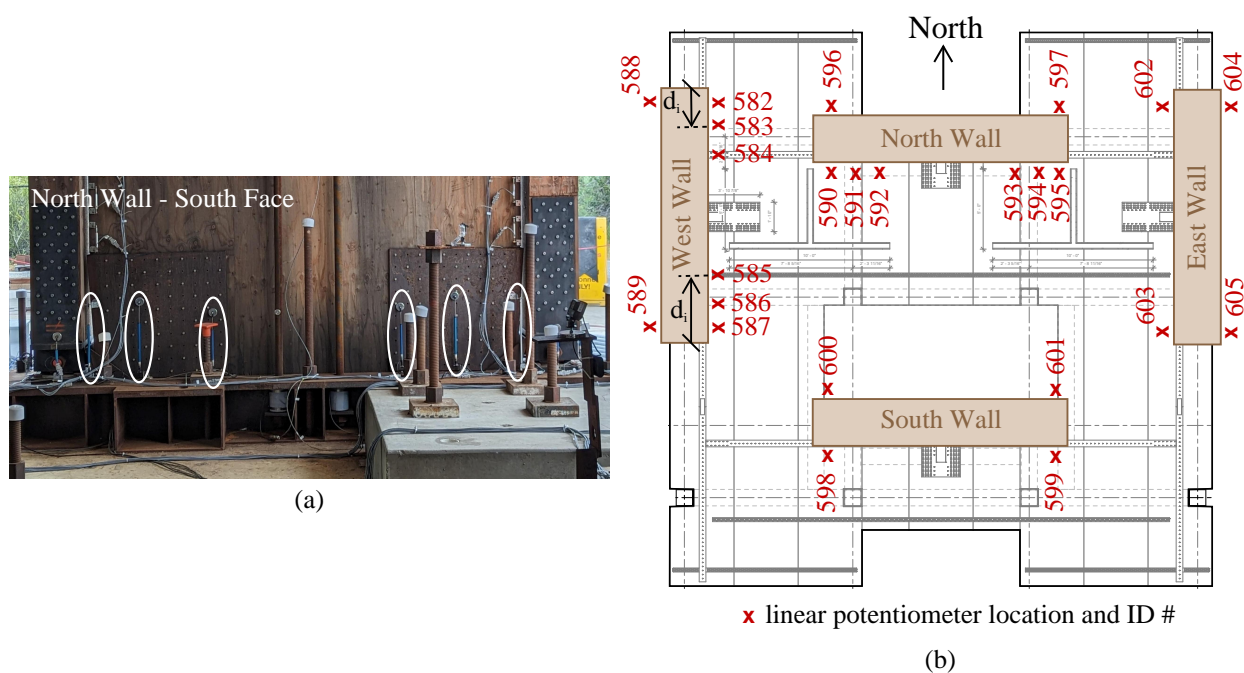 North Wall - South Face
(a)
North
588
596
597
602
604
dᵢ
582
583
584
West Wall
North Wall
East Wall
590
591
592
593
594
595
585
586
587
dᵢ
589
603
605
600
601
South Wall
598
599
x linear potentiometer location and ID #
(b)